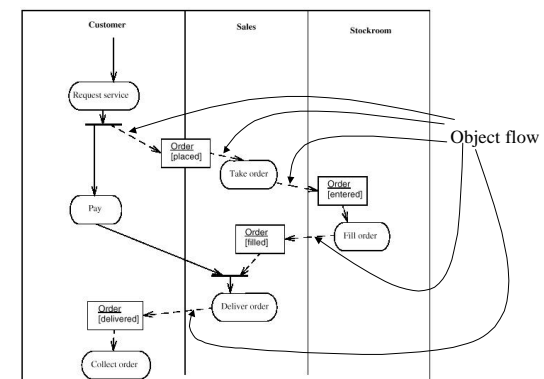 Customer
Sales
Stockroom
Request service
Order
[placed]
Take order
Order
[entered]
Pay
Order
[filled]
Fill order
Order
[delivered]
Deliver order
Collect order
Object flow